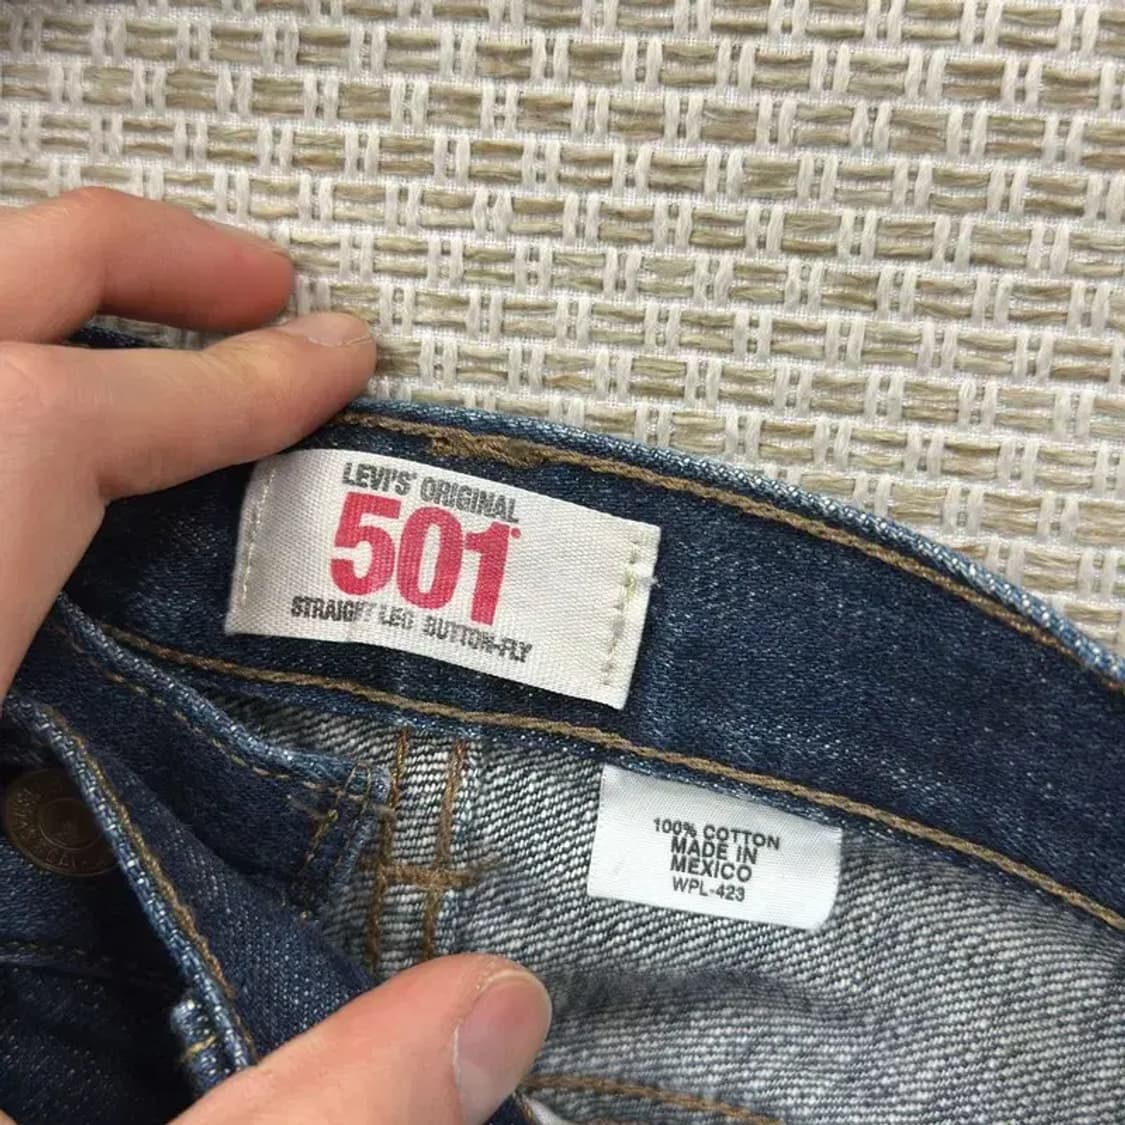 LEVI'S® ORIGINAL
501®
STRAIGHT LEG BUTTON-FLY
100% COTTON
MADE IN
MEXICO
WPL-423